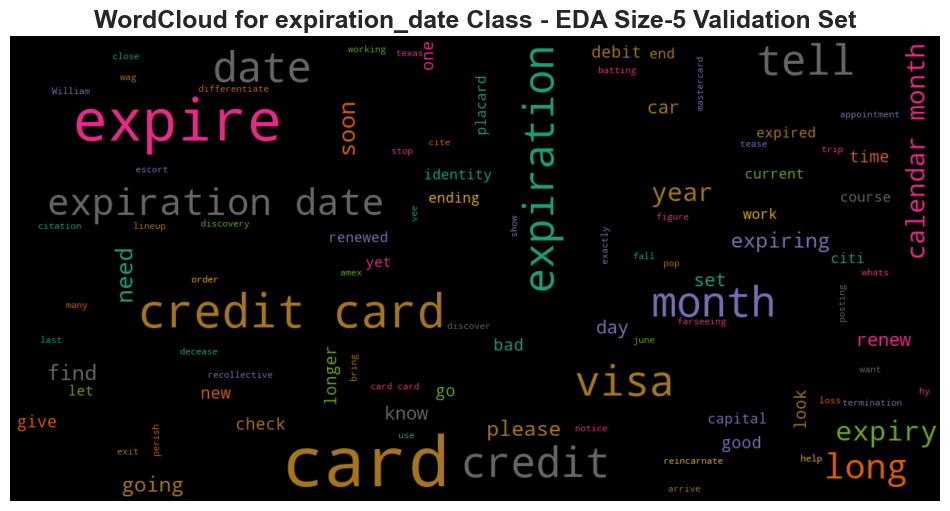 WordCloud for expiration_date Class - EDA Size-5 Validation Set
close
working
texas
one
debit
end
tell
calendar month
wag
William
differentiate
date
batting
mastercard
expire
soon
placard
expiration
car
appointment
stop
cite
expired
tease
trip
time
escort
identity
current
expiration date
ending
year
course
vee
show
figure
work
citation
lineup
discovery
renewed
exactly
expiring
need
yet
fall
pop
citi
whats
amex
order
set
many
credit card
month
posting
discover
farseeing
day
last
decease
longer
bad
june
renew
find
recollective
bring
card card
visa
want
let
new
go
look
loss
termination
hy
give
check
know
capital
use
please
notice
good
expiry
perish
exit
card
credit
reincarnate
help
long
going
arrive